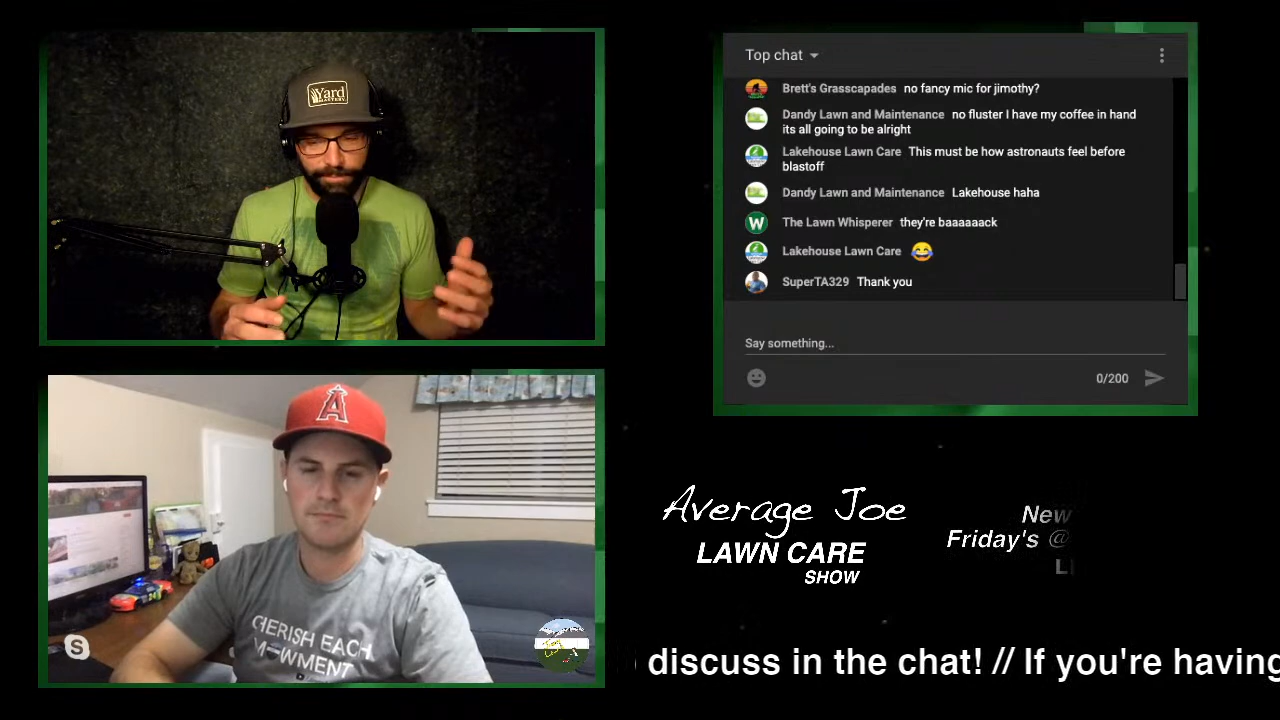 Yard
Top chat
Brett's Grasscapades no fancy mic for jimothy?
Dandy Lawn and Maintenance no fluster I have my coffee in hand
its all going to be alright
Lakehouse Lawn Care This must be how astronauts feel before
blastoff
Dandy Lawn and Maintenance Lakehouse haha
W The Lawn Whisperer they're baaaaaack
Lakehouse Lawn Care 😂
SuperTA329 Thank you
Say something...
0/200
A
CHERISH EACH
MOWMENT
S
Average Joe
LAWN CARE
SHOW
New
Friday's @
LI
discuss in the chat! // If you're having